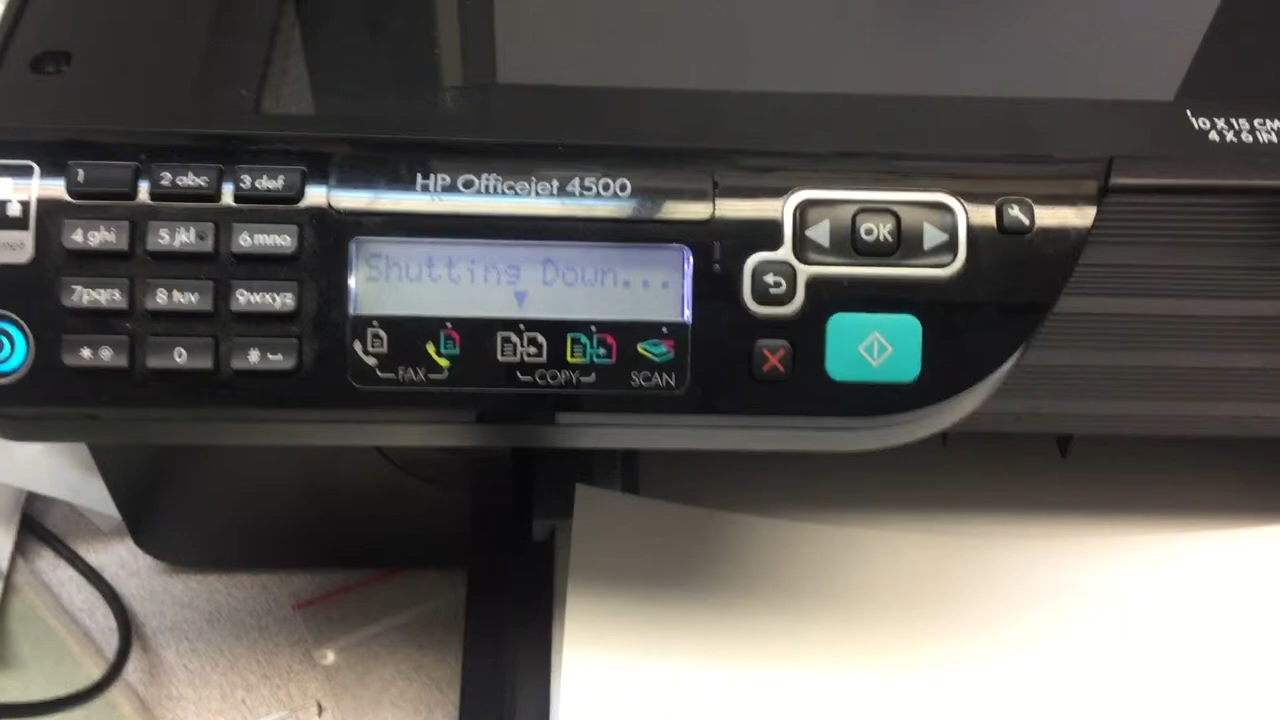 10 X 15 CM
4 X 6 IN
HP Officejet 4500
1
2 abc
3 def
4 ghi
5 jkl
6 mno
7pqrs
8 tuv
9wxyz
* @
0
#
Shutting Down...
FAX
COPY
SCAN
OK